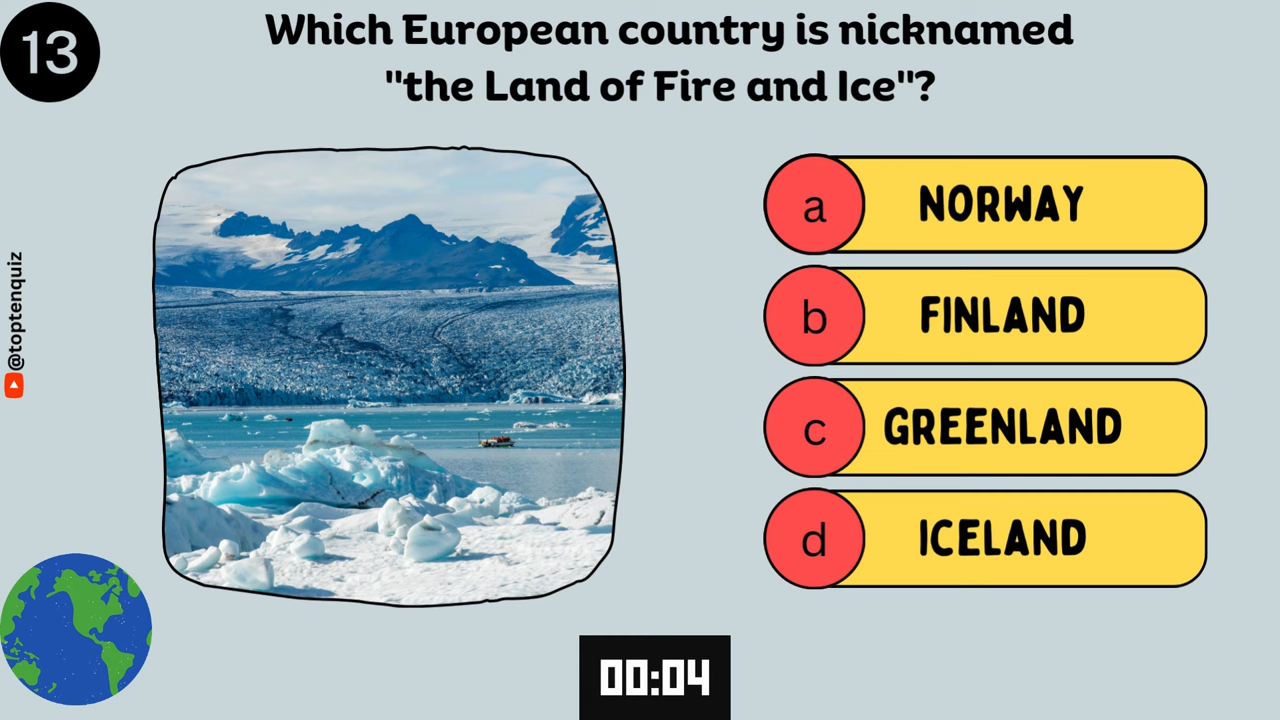 13
Which European country is nicknamed
"the Land of Fire and Ice"?
a NORWAY
b FINLAND
c GREENLAND
d ICELAND
@toptenquiz
00:04